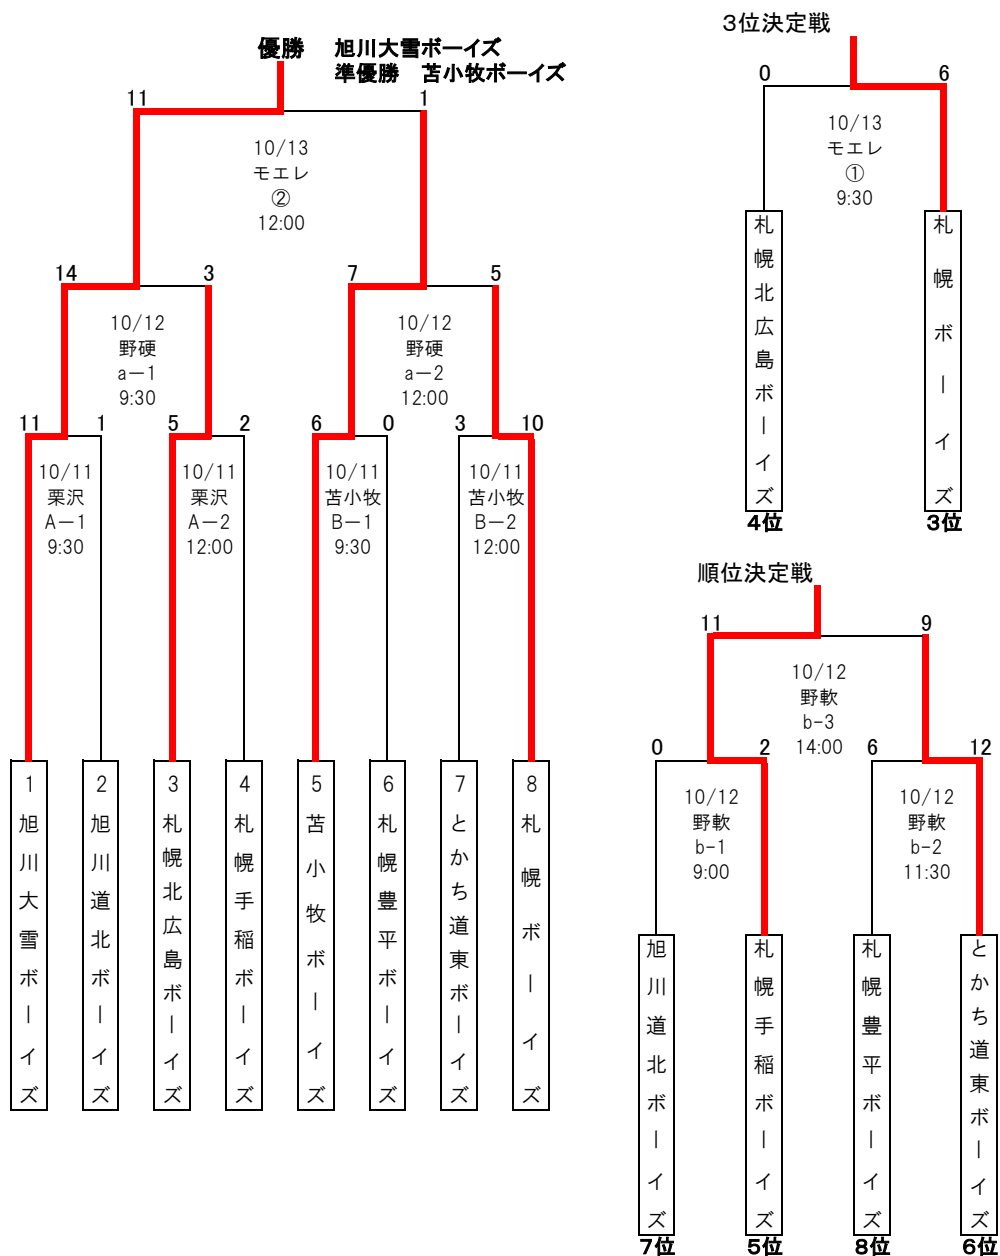 優勝　旭川大雪ボーイズ
準優勝　苫小牧ボーイズ
11 1
10/13
モエレ
②
12:00
14 3 7 5
10/12
野硬
a－1
9:30
10/12
野硬
a－2
12:00
11 1 5 2 6 0 3 10
10/11
栗沢
A－1
9:30
10/11
栗沢
A－2
12:00
10/11
苫小牧
B－1
9:30
10/11
苫小牧
B－2
12:00
1 旭川大雪ボーイズ
2 旭川道北ボーイズ
3 札幌北広島ボーイズ
4 札幌手稲ボーイズ
5 苫小牧ボーイズ
6 札幌豊平ボーイズ
7 とかち道東ボーイズ
8 札幌ボーイズ
3位決定戦
0 6
10/13
モエレ
①
9:30
札幌北広島ボーイズ
4位
札幌ボーイズ
3位
順位決定戦
11 9
10/12
野軟
b-3
14:00
0 2 6 12
10/12
野軟
b-1
9:00
10/12
野軟
b-2
11:30
旭川道北ボーイズ
7位
札幌手稲ボーイズ
5位
札幌豊平ボーイズ
8位
とかち道東ボーイズ
6位